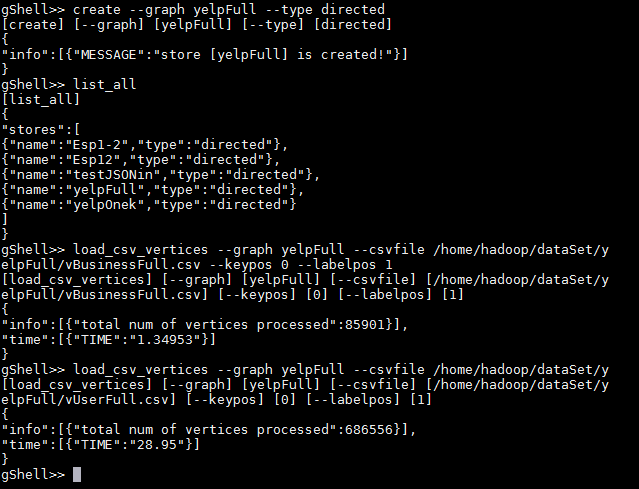 gShell>> create --graph yelpFull --type directed
[create] [--graph] [yelpFull] [--type] [directed]
{
"info":[{"MESSAGE":"store [yelpFull] is created!"}]
}
gShell>> list_all
[list_all]
{
"stores":[
{"name":"Esp1-2","type":"directed"},
{"name":"Esp12","type":"directed"},
{"name":"testJSONin","type":"directed"},
{"name":"yelpFull","type":"directed"},
{"name":"yelpOnek","type":"directed"}
]
}
gShell>> load_csv_vertices --graph yelpFull --csvfile /home/hadoop/dataSet/y
elpFull/vBusinessFull.csv --keypos 0 --labelpos 1
[load_csv_vertices] [--graph] [yelpFull] [--csvfile] [/home/hadoop/dataSet/y
elpFull/vBusinessFull.csv] [--keypos] [0] [--labelpos] [1]
{
"info":[{"total num of vertices processed":85901}],
"time":[{"TIME":"1.34953"}]
}
gShell>> load_csv_vertices --graph yelpFull --csvfile /home/hadoop/dataSet/y
[load_csv_vertices] [--graph] [yelpFull] [--csvfile] [/home/hadoop/dataSet/y
elpFull/vUserFull.csv] [--keypos] [0] [--labelpos] [1]
{
"info":[{"total num of vertices processed":686556}],
"time":[{"TIME":"28.95"}]
}
gShell>>